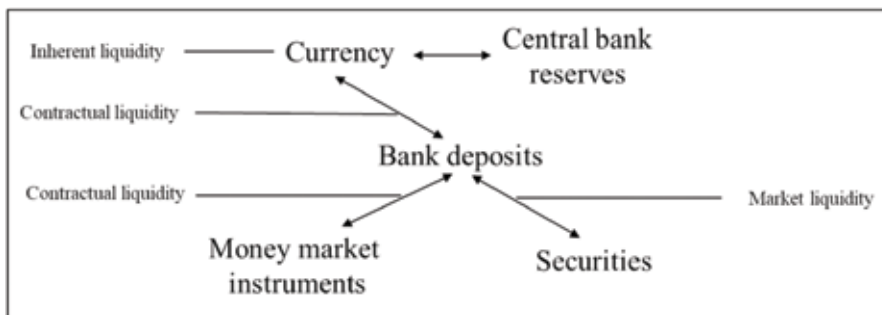 Inherent liquidity
Currency
Central bank
reserves
Contractual liquidity
Bank deposits
Contractual liquidity
Market liquidity
Money market
instruments
Securities